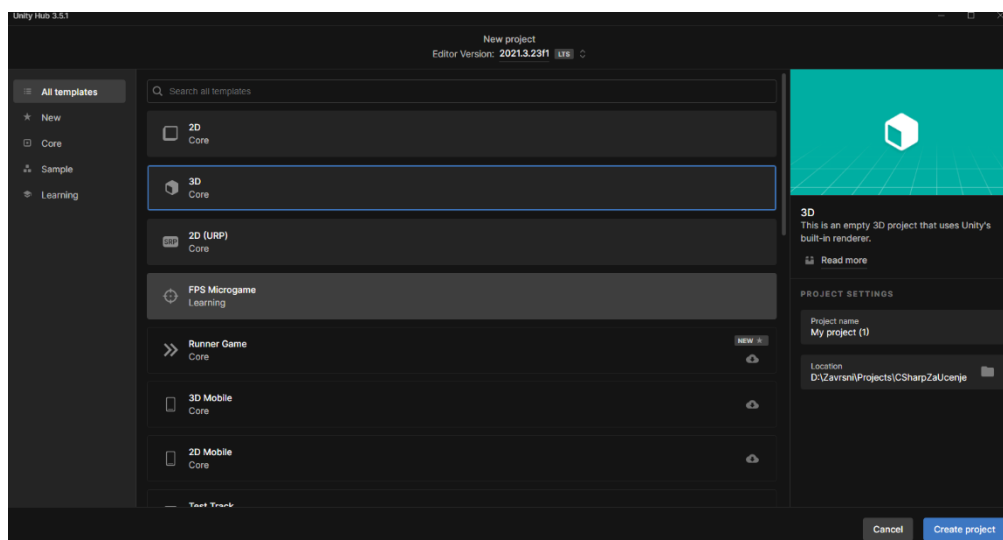 Unity Hub 3.5.1
New project
Editor Version: 2021.3.23f1 LTS
All templates
New
Core
Sample
Learning
Search all templates
2D
Core
3D
Core
SRP
2D (URP)
Core
FPS Microgame
Learning
Runner Game
Core
NEW
3D Mobile
Core
2D Mobile
Core
Test Track
3D
This is an empty 3D project that uses Unity's
built-in renderer.
Read more
PROJECT SETTINGS
Project name
My project (1)
Location
D:\Zavrsni\Projects\CSharpZaUcenje
Cancel
Create project